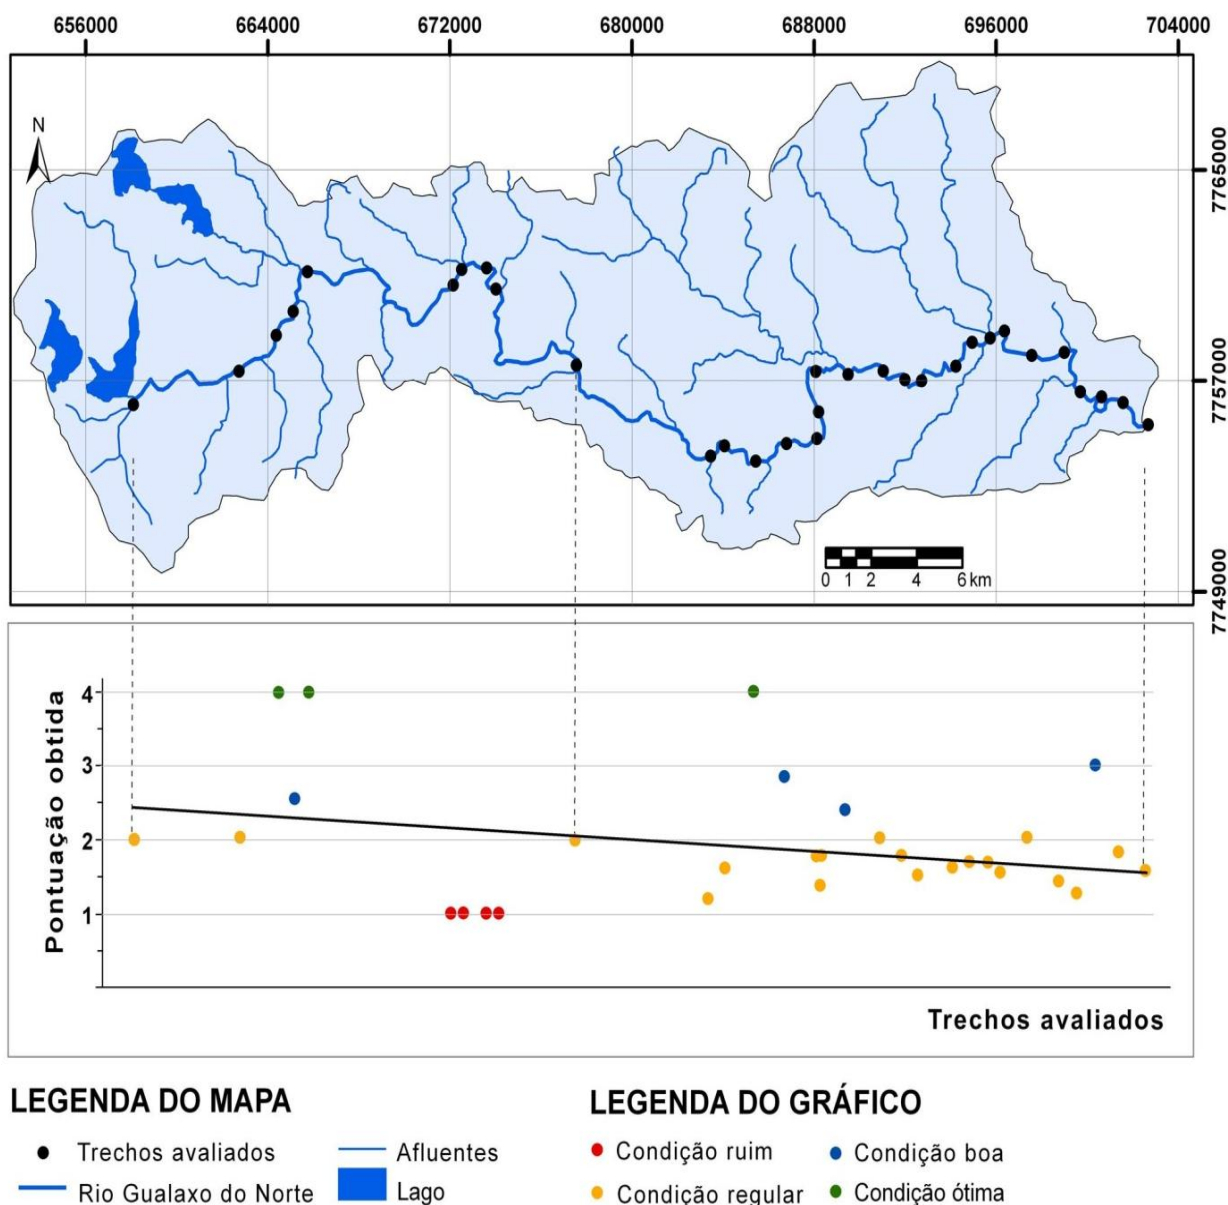 656000 664000 672000 680000 688000 696000 704000
N
7765000
7757000
7749000
0 1 2 4 6 km
Pontuação obtida
4
3
2
1
Trechos avaliados
LEGENDA DO MAPA
Trechos avaliados
Afluentes
Rio Gualaxo do Norte
Lago
LEGENDA DO GRÁFICO
Condição ruim
Condição boa
Condição regular
Condição ótima